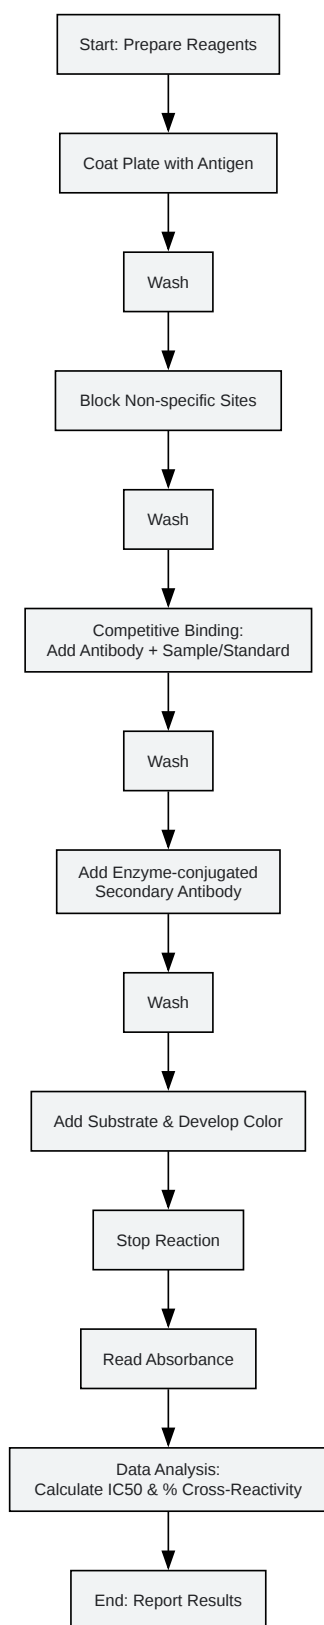 Start: Prepare Reagents
Coat Plate with Antigen
Wash
Block Non-specific Sites
Wash
Competitive Binding:
Add Antibody + Sample/Standard
Wash
Add Enzyme-conjugated
Secondary Antibody
Wash
Add Substrate & Develop Color
Stop Reaction
Read Absorbance
Data Analysis:
Calculate IC50 & % Cross-Reactivity
End: Report Results